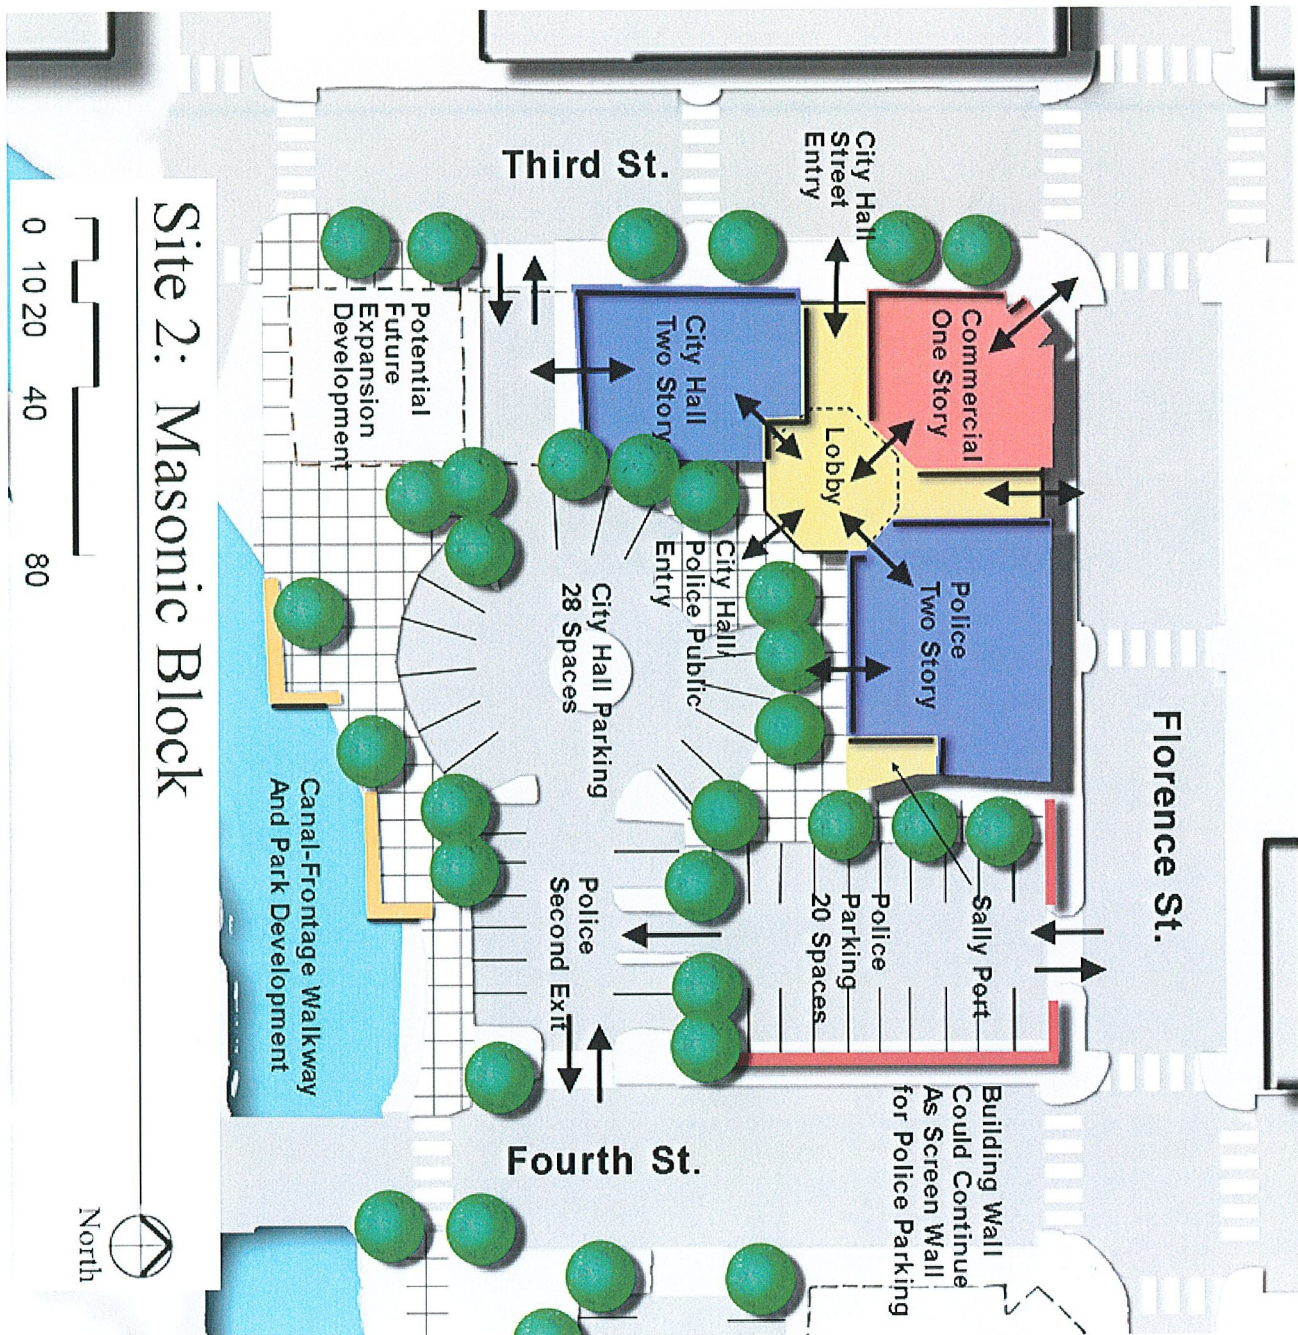 Florence St.
Third St.
Fourth St.
City Hall
Street
Entry
Commercial
One Story
Lobby
Police
Two Story
City Hall
Two Story
City Hall/
Police Public
Entry
Sally Port
Police
Parking
20 Spaces
Building Wall
Could Continue
As Screen Wall
for Police Parking
City Hall Parking
28 Spaces
Police
Second Exit
Potential
Future
Expansion
Development
Canal-Frontage Walkway
And Park Development
Site 2: Masonic Block
0 10 20 40 80
North